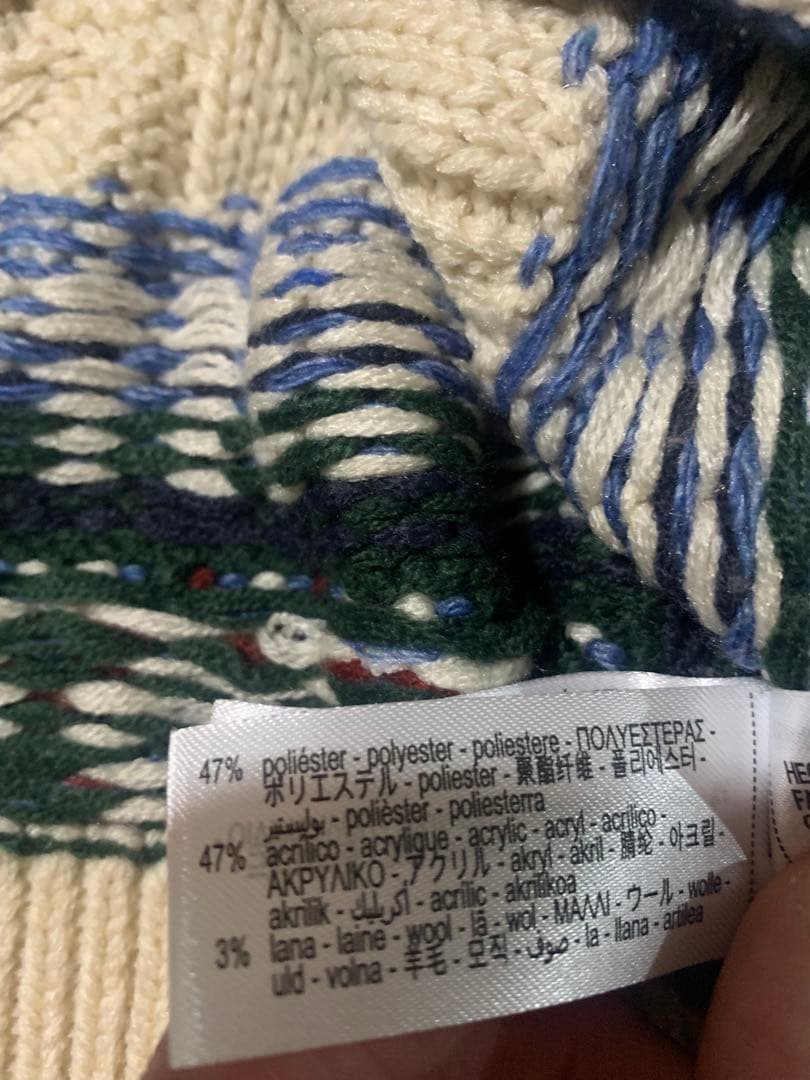 47% poliéster - polyester - poliestere - ΠΟΛΥΕΣΤΕΡΑΣ -
ポリエステル - poliester - 聚酯纤维 - 폴리에스터 -
بوليستير - polièster - poliesterra
47% acrílico - acrylique - acrylic - acryl - acrilico -
ΑΚΡΥΛΙΚΟ - アクリル - akryl - akril - 腈纶 - 아크릴 -
akrilik - أكريليك - acrílic - akrilikoa
3% lana - laine - wool - lã - wol - ΜΑΛΛΙ - ウール - wolle -
uld - volna - 羊毛 - 모직 - صوف - la - llana - artilea